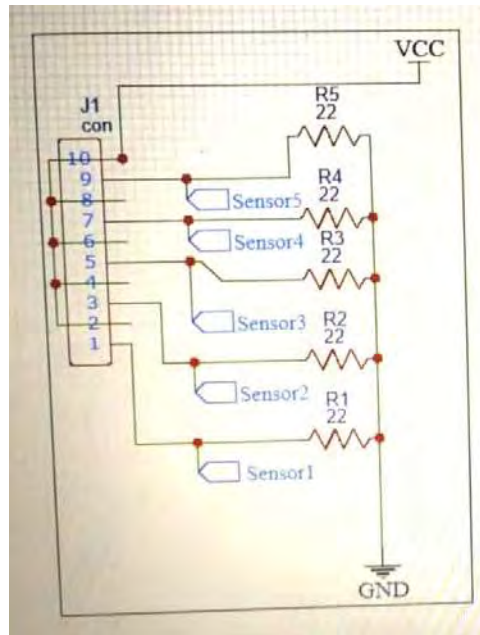 VCC
J1
con
R5
22
10
9
8
Sensor5
R4
22
7
6
Sensor4
R3
22
5
4
3
Sensor3
R2
22
2
1
Sensor2
R1
22
Sensor1
GND